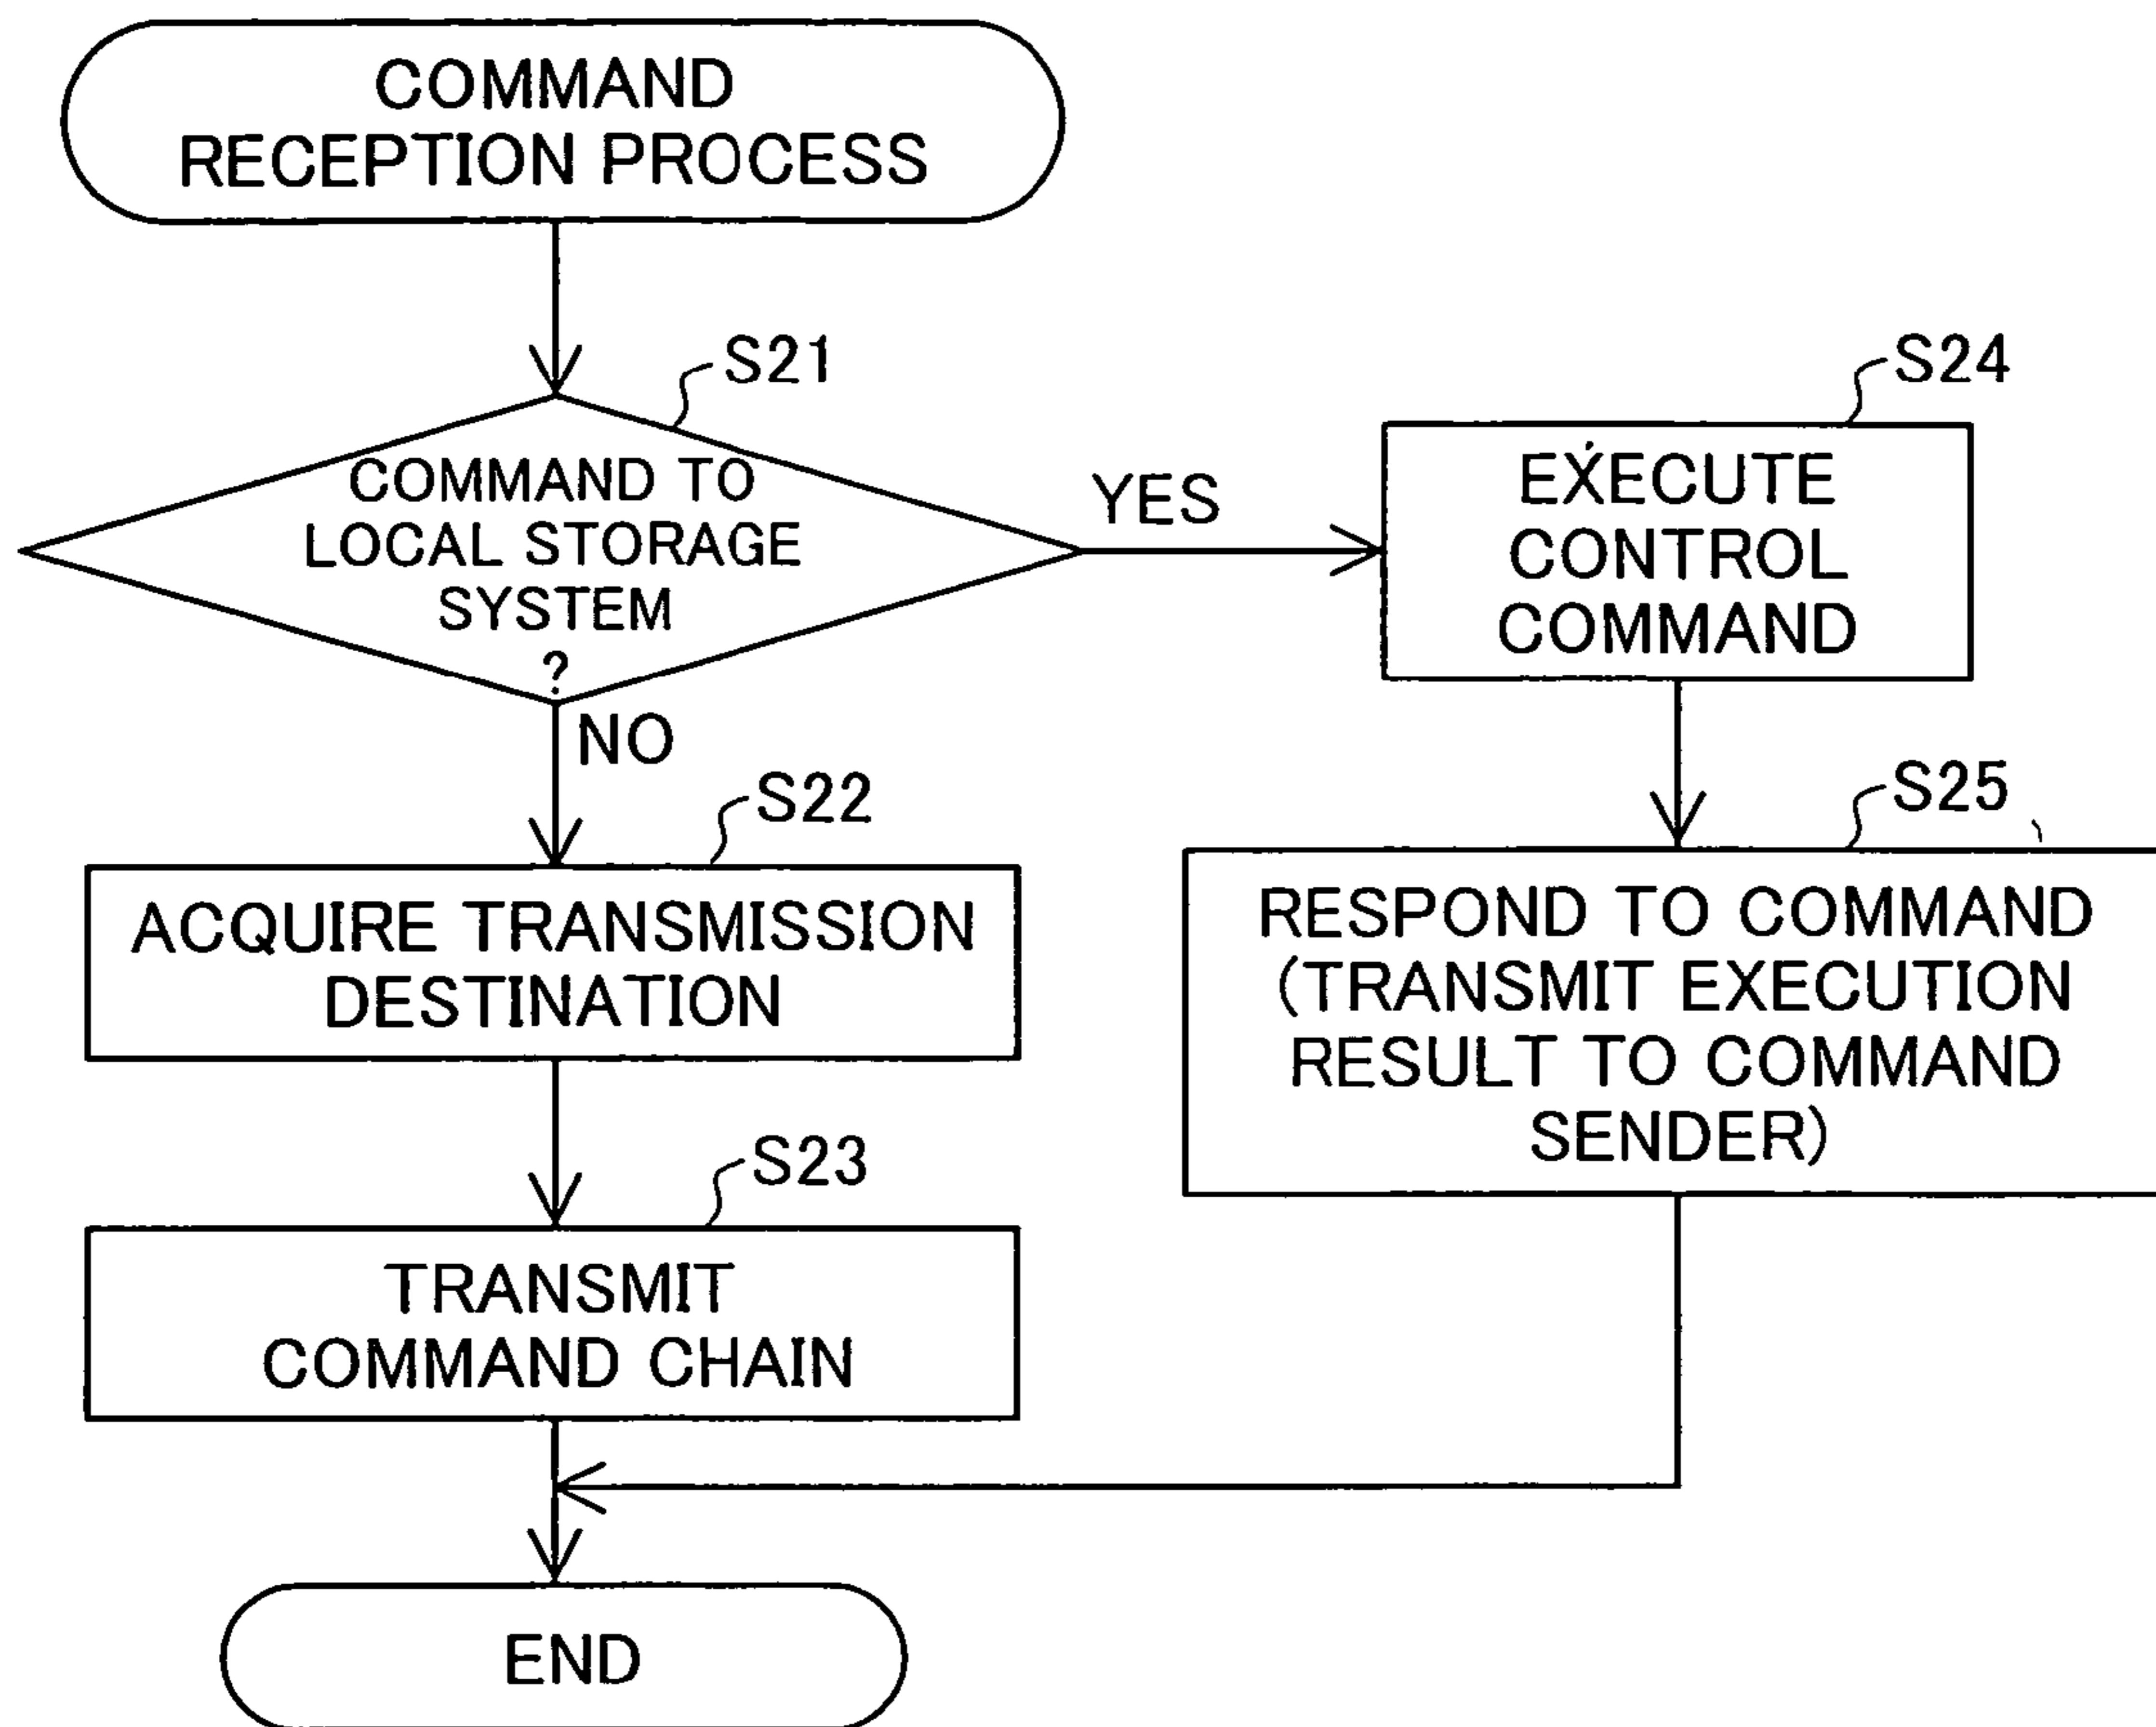 COMMAND
RECEPTION PROCESS
S21
COMMAND TO
LOCAL STORAGE
SYSTEM
?
YES
NO
S24
EXECUTE
CONTROL
COMMAND
S22
ACQUIRE TRANSMISSION
DESTINATION
S25
RESPOND TO COMMAND
(TRANSMIT EXECUTION
RESULT TO COMMAND
SENDER)
S23
TRANSMIT
COMMAND CHAIN
END